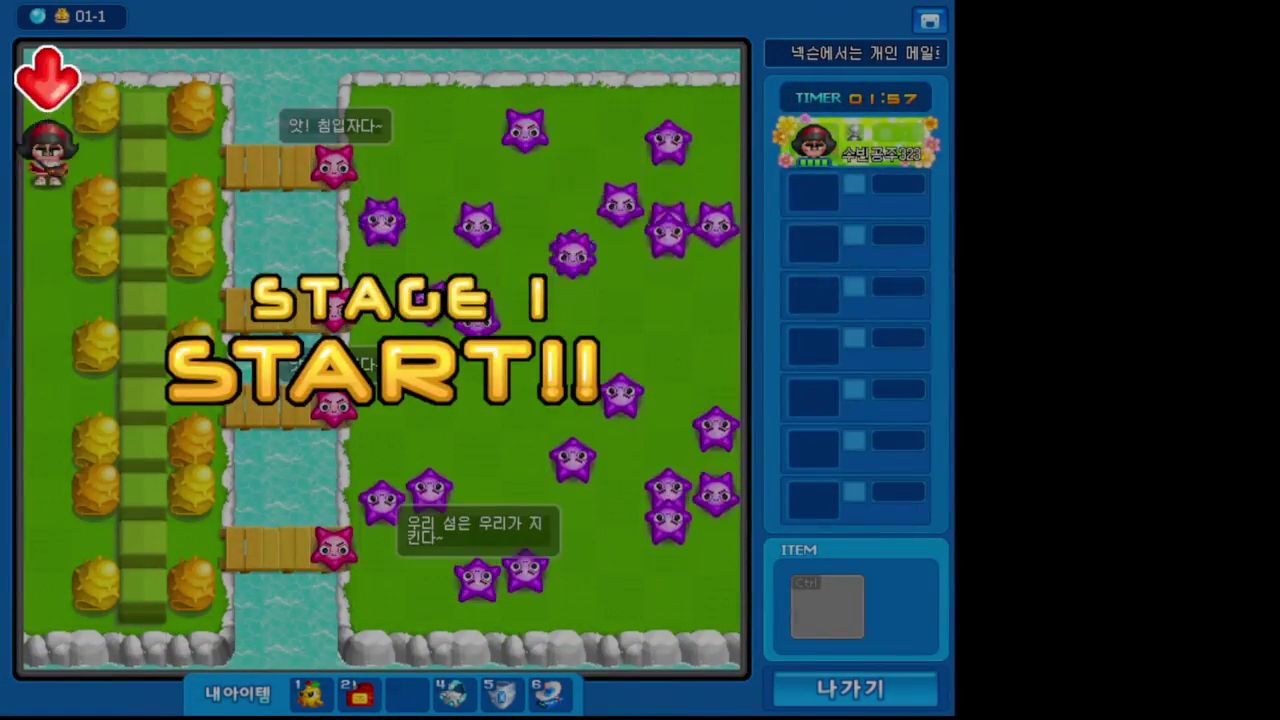 01-1
넥슨에서는 개인 메일
TIMER 01:57
수빈공주323
앗! 침입자다~
STAGE 1
START!!
우리 섬은 우리가 지
킨다~
ITEM
Ctrl
내아이템
1
2
4
5
6
나가기